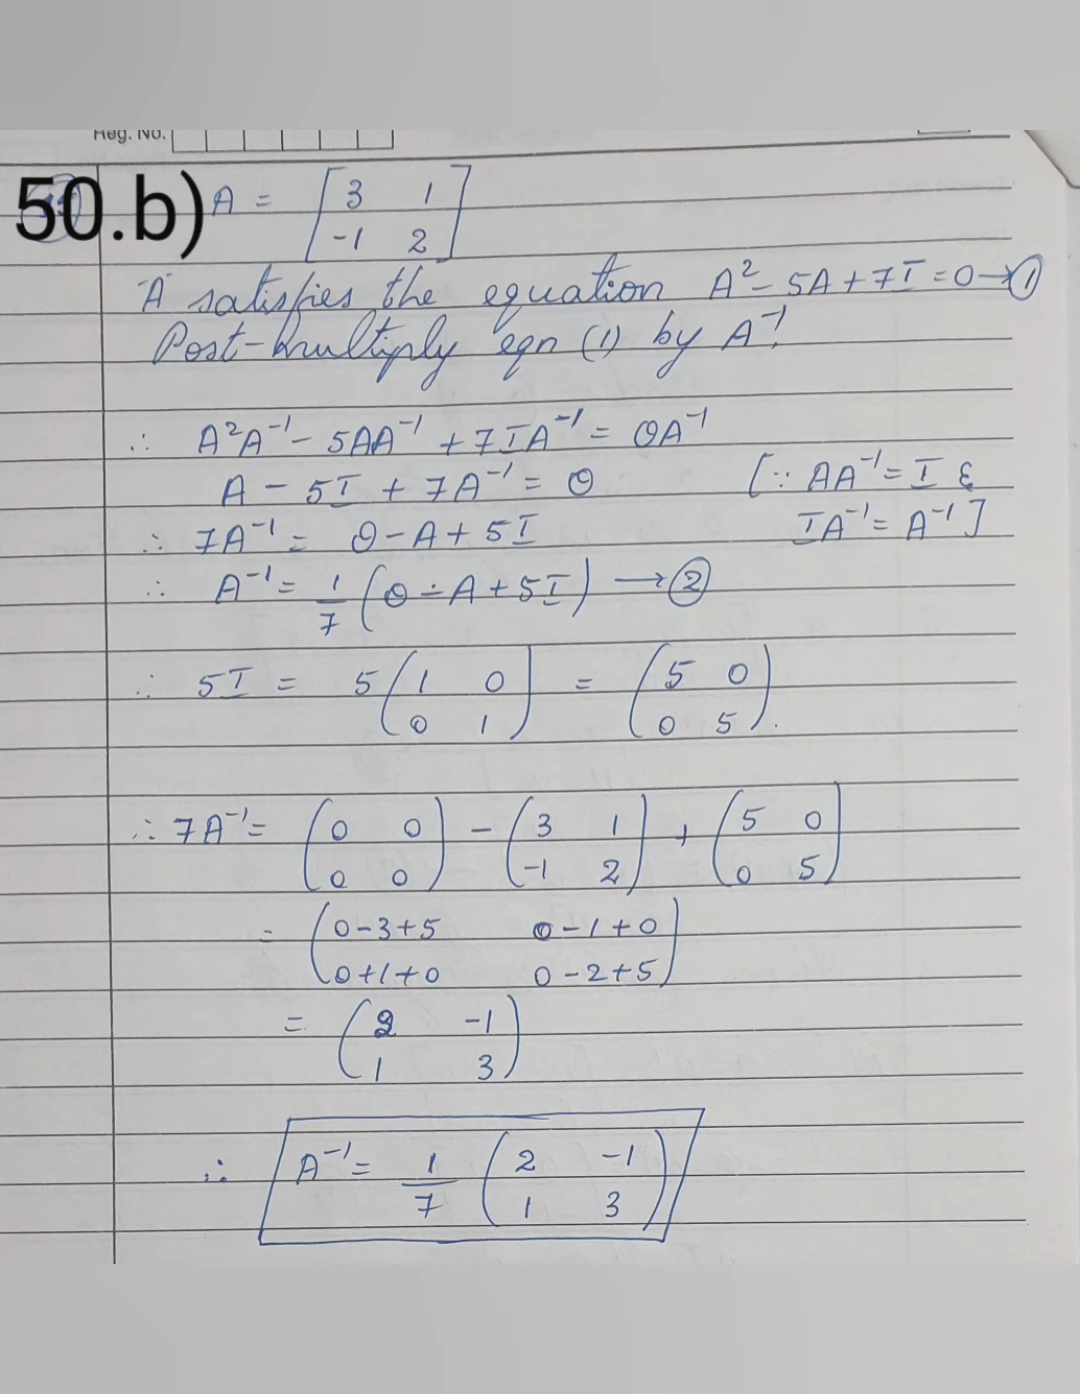 Reg. No.
50.b) A = [ 3 1
-1 2 ]
A satisfies the equation A² - 5A + 7I = 0 → ①
Post-multiply eqn (1) by A⁻¹.
∴ A²A⁻¹ - 5AA⁻¹ + 7IA⁻¹ = 0A⁻¹
A - 5I + 7A⁻¹ = 0 [∵ AA⁻¹ = I &
∴ 7A⁻¹ = 0 - A + 5I IA⁻¹ = A⁻¹]
∴ A⁻¹ = 1/7 (0 - A + 5I) → ②
∴ 5I = 5 ( 1 0 ) = ( 5 0 )
( 0 1 ) ( 0 5 ).
∴ 7A⁻¹ = ( 0 0 ) - ( 3 1 ) + ( 5 0 )
( 0 0 ) ( -1 2 ) ( 0 5 )
= ( 0-3+5 0-1+0 )
( 0+1+0 0-2+5 )
= ( 2 -1 )
( 1 3 )
∴ A⁻¹ = 1/7 ( 2 -1 )
( 1 3 )